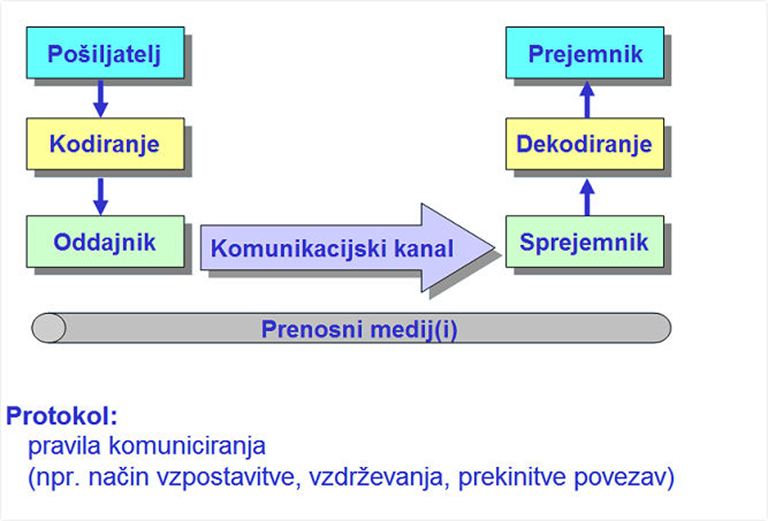 Pošiljatelj
Prejemnik
Kodiranje
Dekodiranje
Oddajnik
Komunikacijski kanal
Sprejemnik
Prenosni medij(i)
Protokol:
pravila komuniciranja
(npr. način vzpostavitve, vzdrževanja, prekinitve povezav)